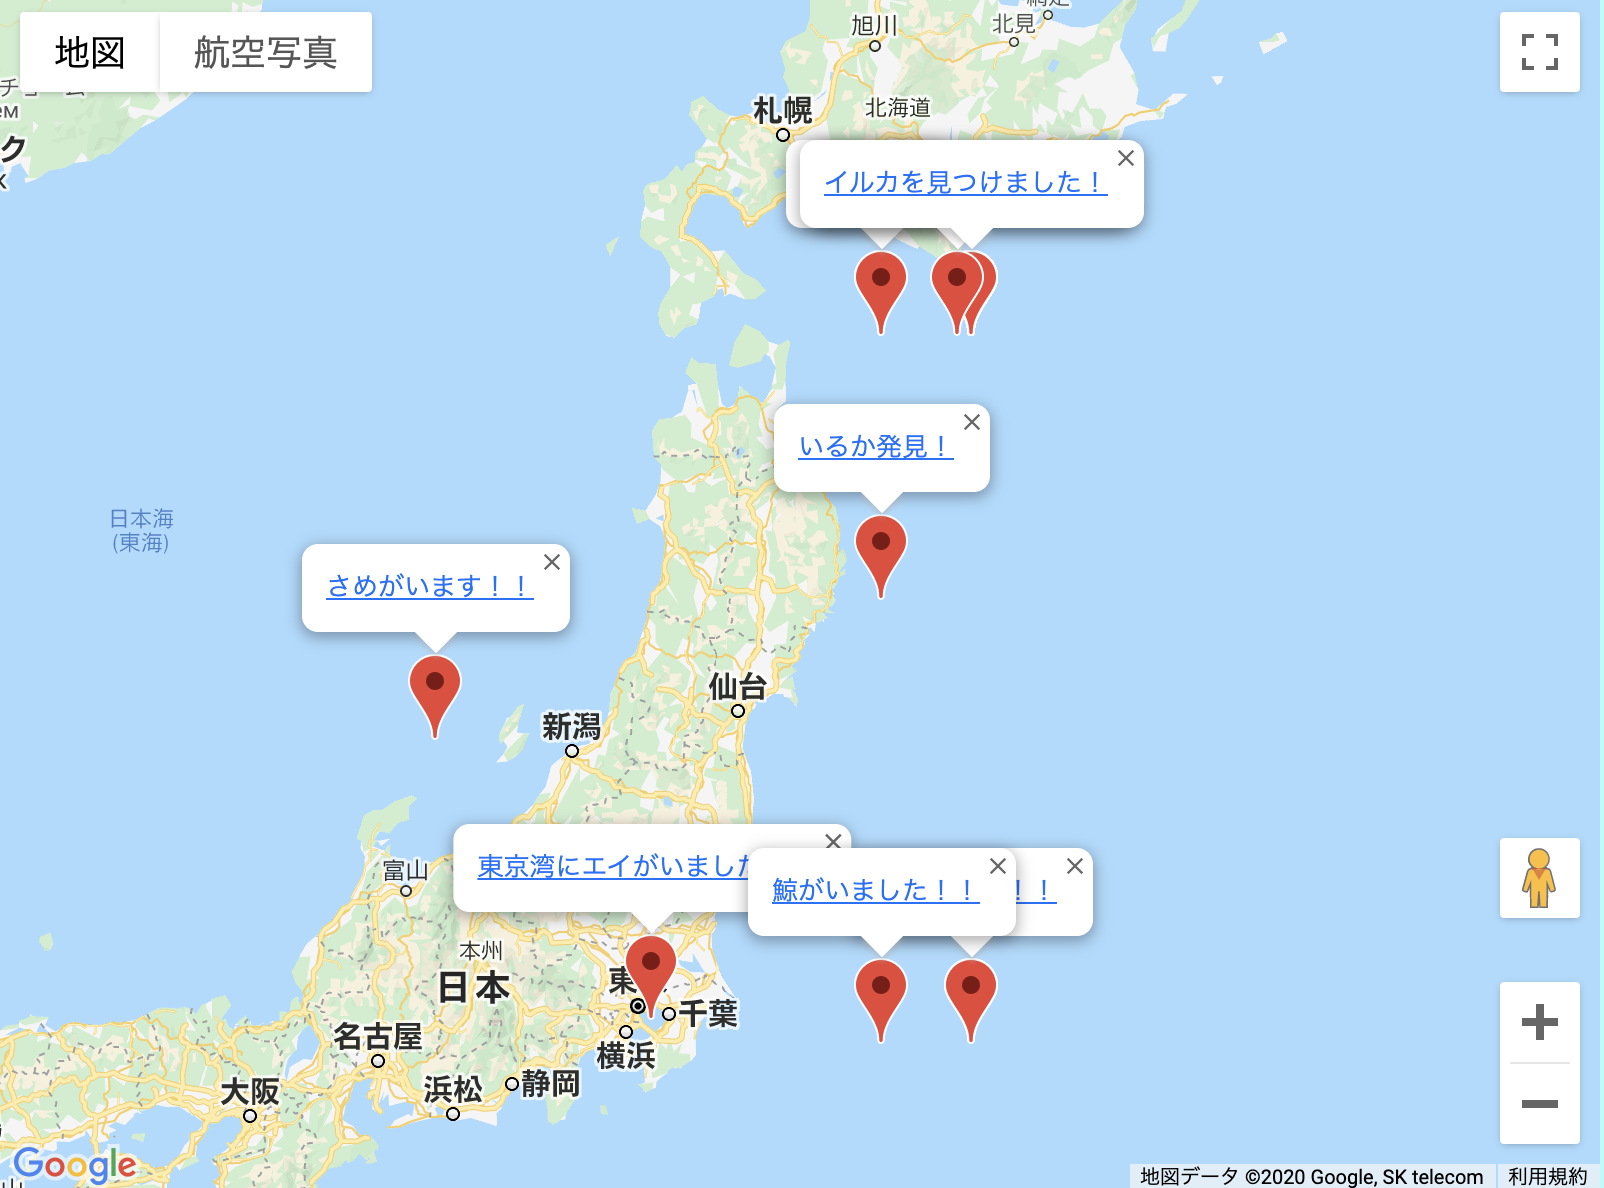 地図
航空写真
旭川
北見
札幌
北海道
イルカを見つけました！
いるか発見！
日本海
(東海)
さめがいます！！
仙台
新潟
東京湾にエイがいました
鯨がいました！！
！！
富山
本州
日本
東
千葉
名古屋
横浜
大阪
浜松
静岡
Google
地図データ ©2020 Google, SK telecom
利用規約